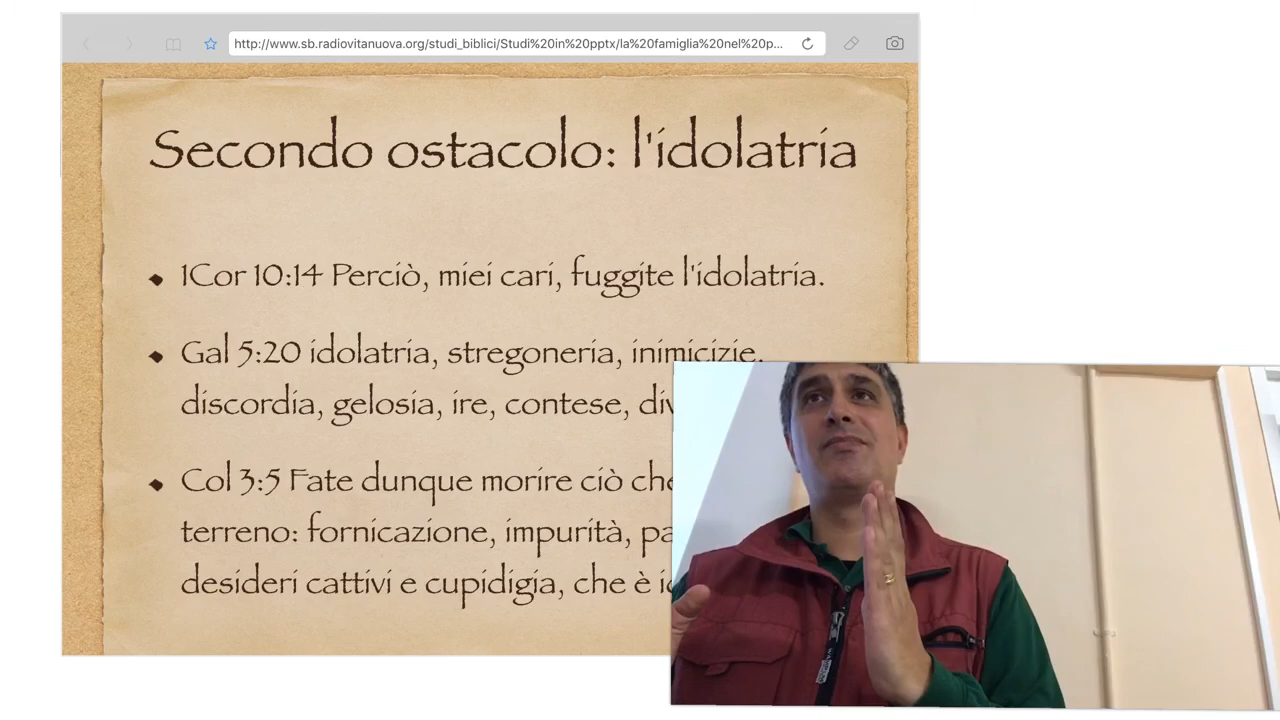 http://www.sb.radiovitanuova.org/studi_biblici/Studi%20in%20pptx/la%20famiglia%20nel%20p...
Secondo ostacolo: l'idolatria
1Cor 10:14 Perciò, miei cari, fuggite l'idolatria.
Gal 5:20 idolatria, stregoneria, inimicizie,
discordia, gelosia, ire, contese,
Col 3:5 Fate dunque morire ciò che
terreno: fornicazione, impurità,
desideri cattivi e cupidigia, che è